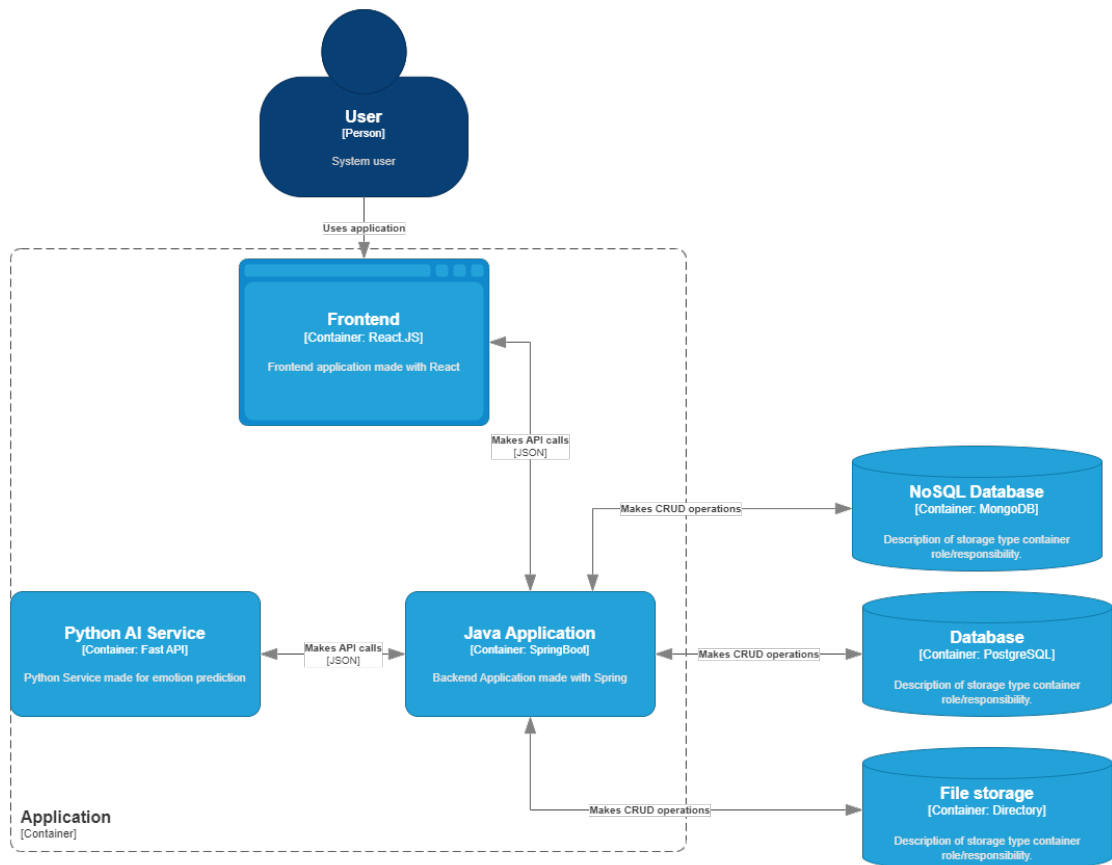 User
[Person]
System user
Uses application
Frontend
[Container: React.JS]
Frontend application made with React
Makes API calls
[JSON]
Makes CRUD operations
NoSQL Database
[Container: MongoDB]
Description of storage type container
role/responsibility.
Python AI Service
[Container: Fast API]
Python Service made for emotion prediction
Makes API calls
[JSON]
Java Application
[Container: SpringBoot]
Backend Application made with Spring
Makes CRUD operations
Database
[Container: PostgreSQL]
Description of storage type container
role/responsibility.
Makes CRUD operations
File storage
[Container: Directory]
Description of storage type container
role/responsibility.
Application
[Container]